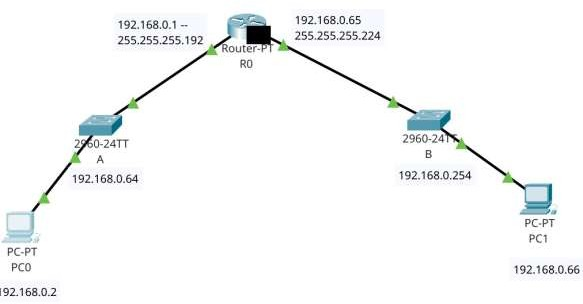 192.168.0.1 --
255.255.255.192
192.168.0.65
255.255.255.224
Router-PT
R0
2960-24TT
A
192.168.0.64
2960-24TT
B
192.168.0.254
PC-PT
PC0
192.168.0.2
PC-PT
PC1
192.168.0.66